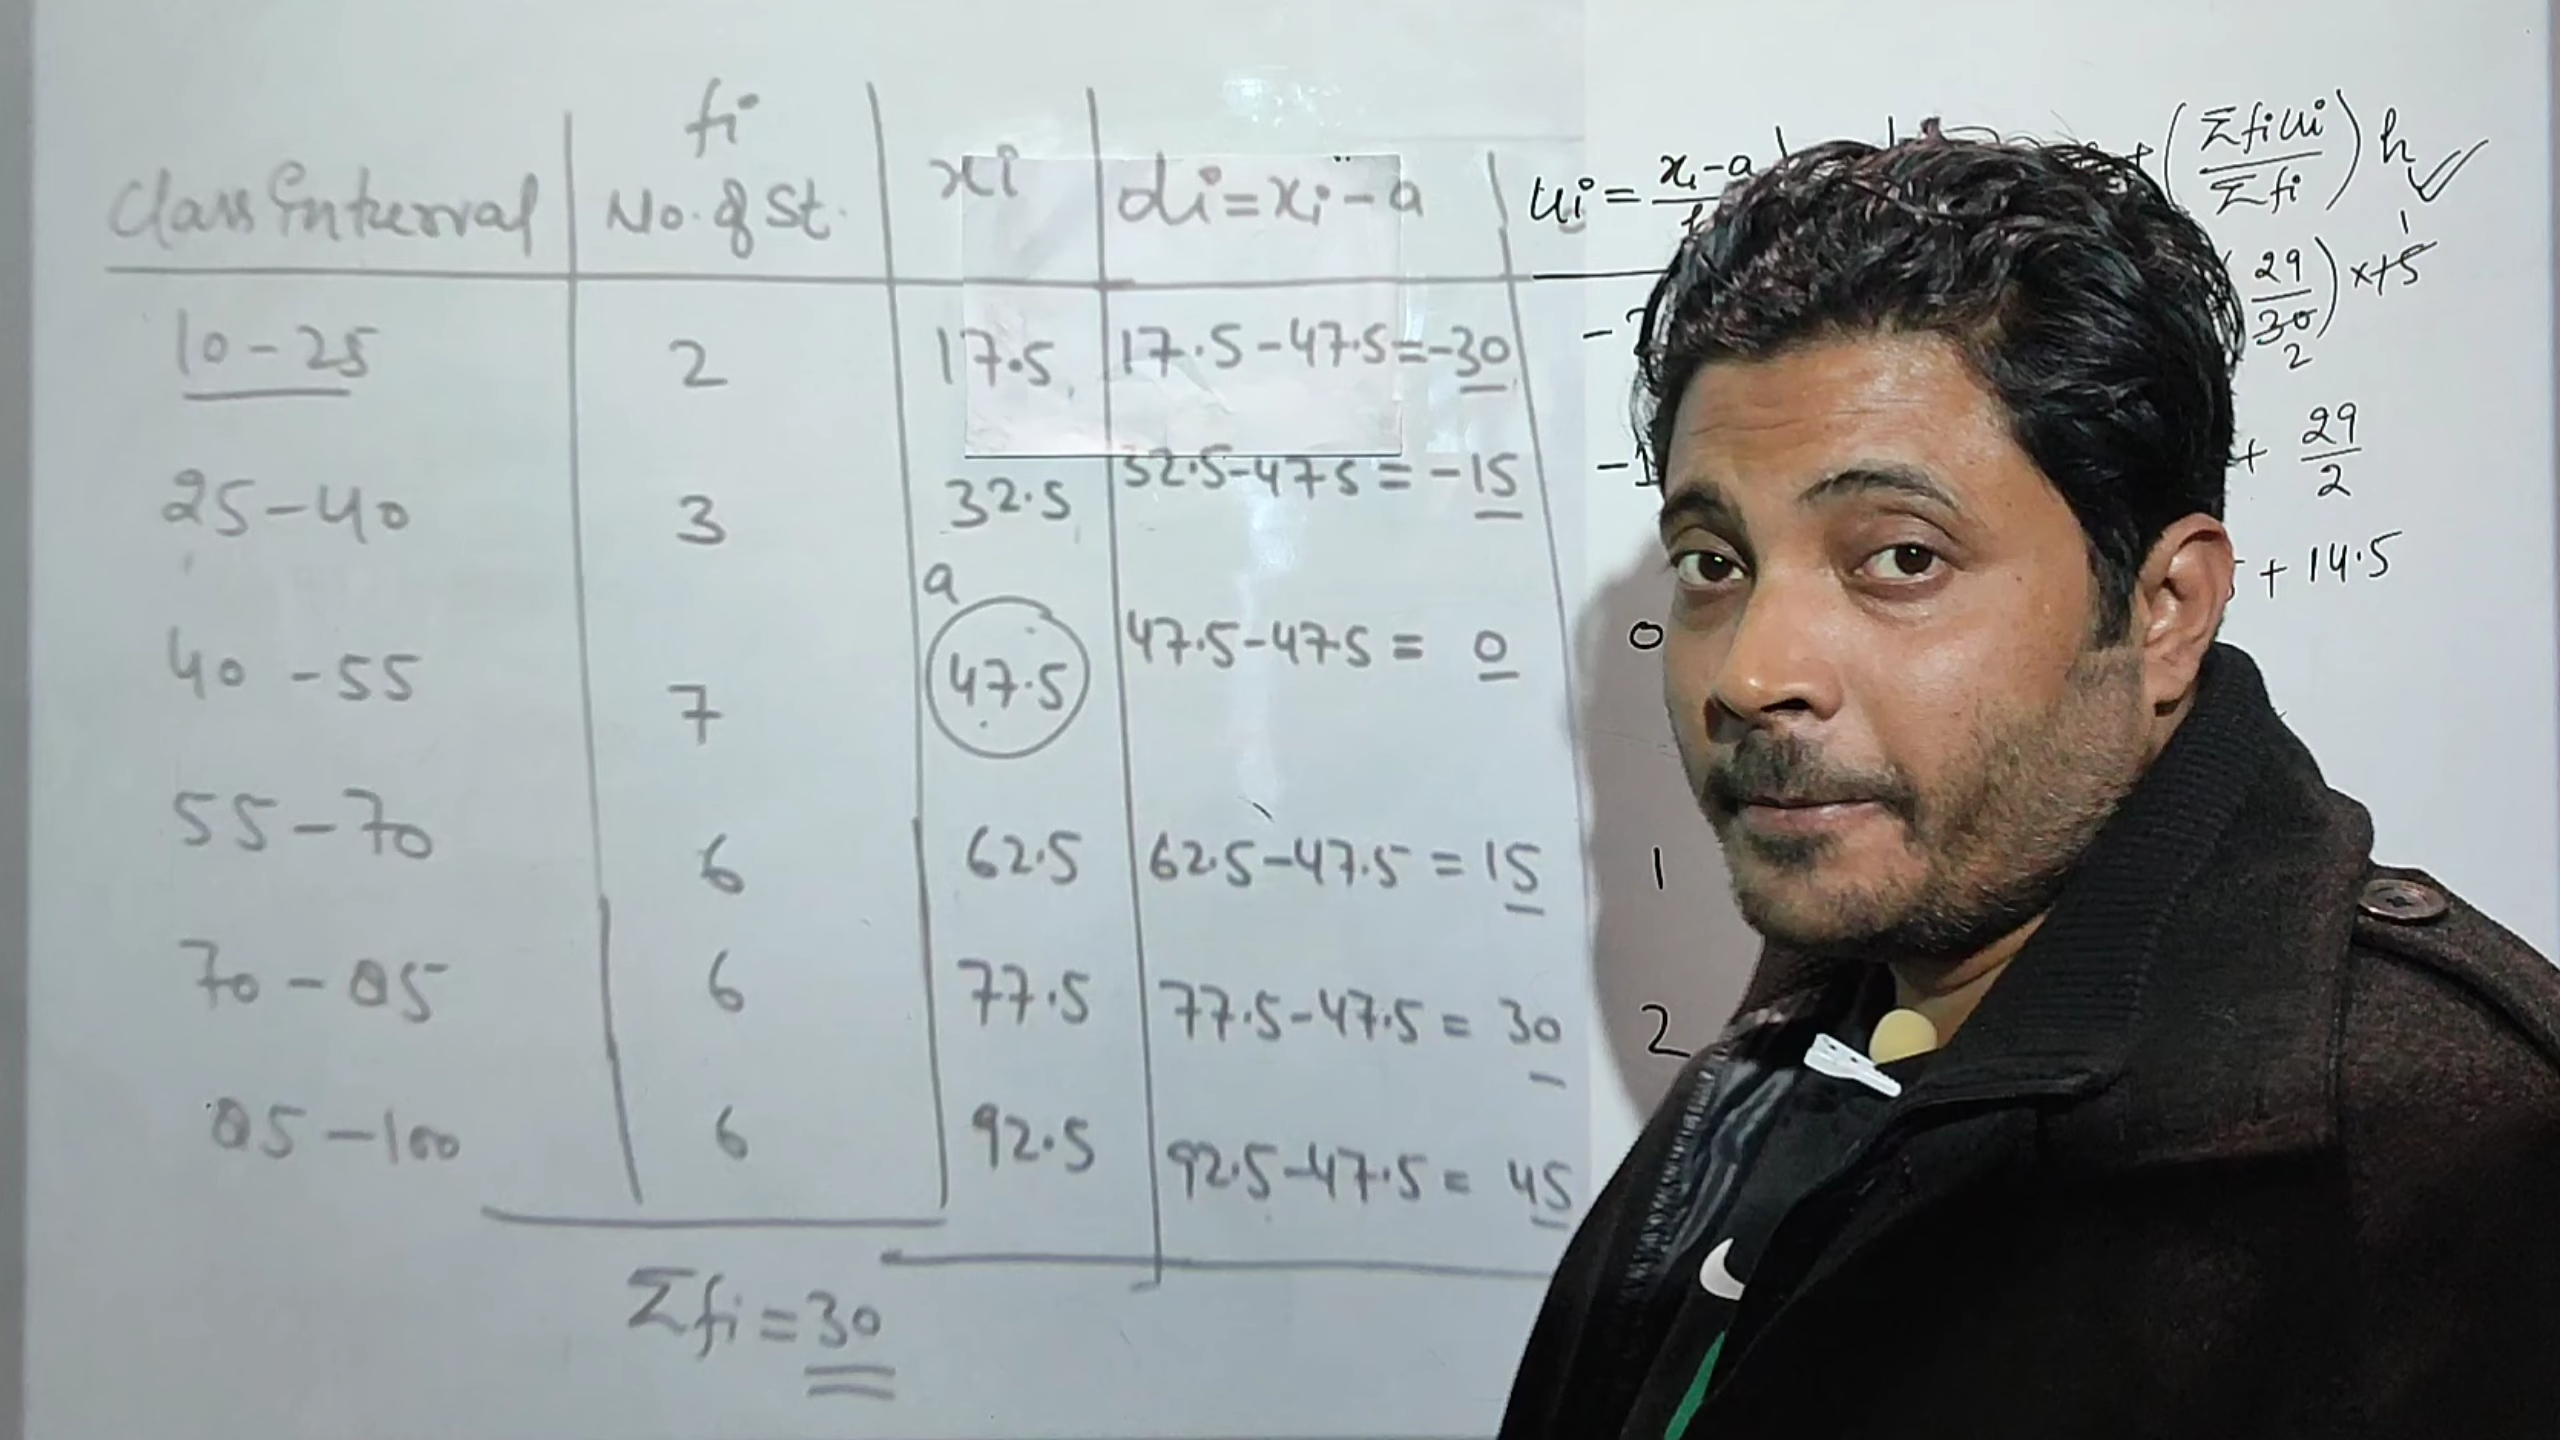 fi
Class Interval No. of St. xi di = xi - a ui = xi - a
10 - 25 2 17.5 17.5 - 47.5 = -30
25 - 40 3 32.5 32.5 - 47.5 = -15 -1
a
40 - 55 7 47.5 47.5 - 47.5 = 0 0
55 - 70 6 62.5 62.5 - 47.5 = 15 1
70 - 85 6 77.5 77.5 - 47.5 = 30 2
85 - 100 6 92.5 92.5 - 47.5 = 45
Σfi = 30
+ (Σfiui / Σfi) h
1
(29 / 30) × 15
2
+ 29 / 2
+ 14.5